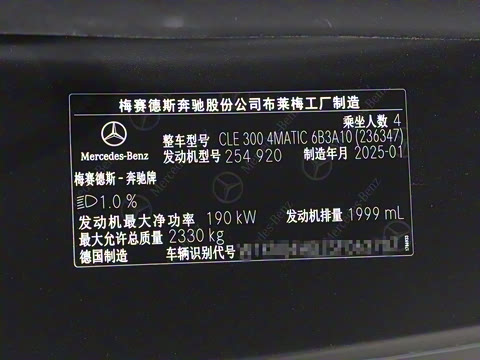 梅赛德斯奔驰股份公司布莱梅工厂制造
乘坐人数 4
整车型号 CLE 300 4MATIC 6B3A10 (236347)
Mercedes-Benz 发动机型号 254 920 制造年月 2025-01
梅赛德斯 - 奔驰牌
1.0 %
发动机最大净功率 190 kW 发动机排量 1999 mL
最大允许总质量 2330 kg
德国制造 车辆识别代号